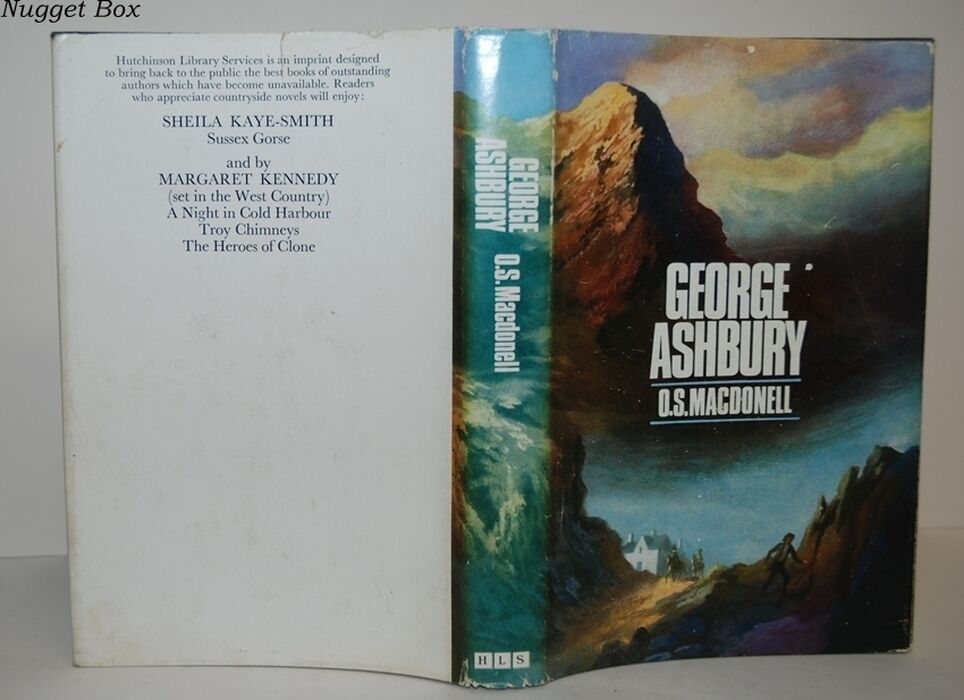 Nugget Box
Hutchinson Library Services is an imprint designed
to bring back to the public the best books of outstanding
authors which have become unavailable. Readers
who appreciate countryside novels will enjoy:
SHEILA KAYE-SMITH
Sussex Gorse
and by
MARGARET KENNEDY
(set in the West Country)
A Night in Cold Harbour
Troy Chimneys
The Heroes of Clone
GEORGE
ASHBURY
O.S. Macdonell
HLS
GEORGE
ASHBURY
O.S. MACDONELL